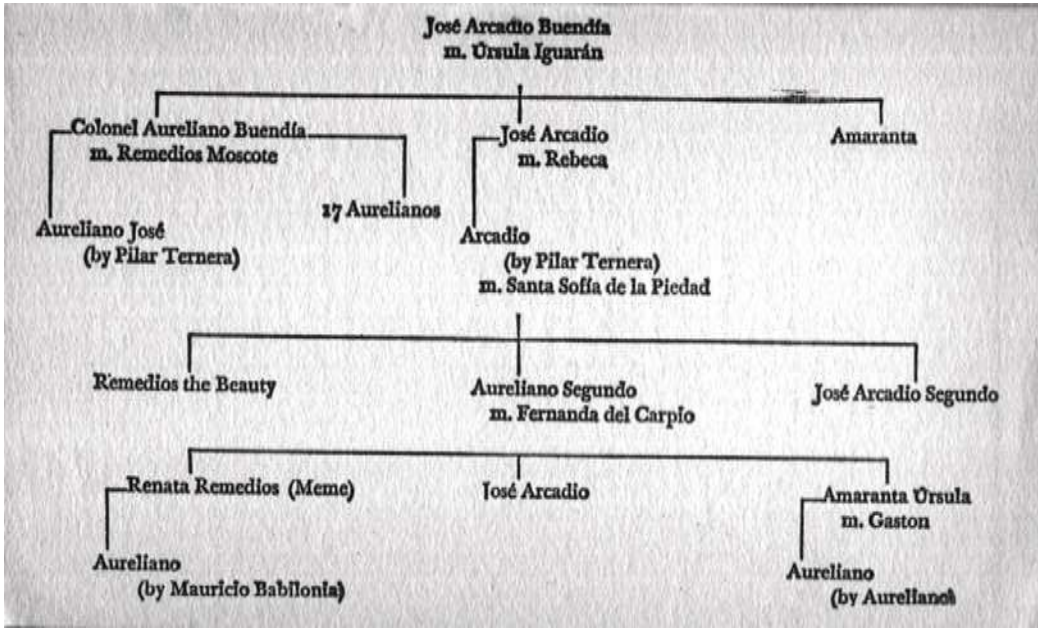 José Arcadio Buendía
m. Úrsula Iguarán
Colonel Aureliano Buendía
m. Remedios Moscote
José Arcadio
m. Rebeca
Amaranta
17 Aurelianos
Aureliano José
(by Pilar Ternera)
Arcadio
(by Pilar Ternera)
m. Santa Sofía de la Piedad
Remedios the Beauty
Aureliano Segundo
m. Fernanda del Carpio
José Arcadio Segundo
Renata Remedios (Meme)
José Arcadio
Amaranta Úrsula
m. Gaston
Aureliano
(by Mauricio Babilonia)
Aureliano
(by Aureliano)